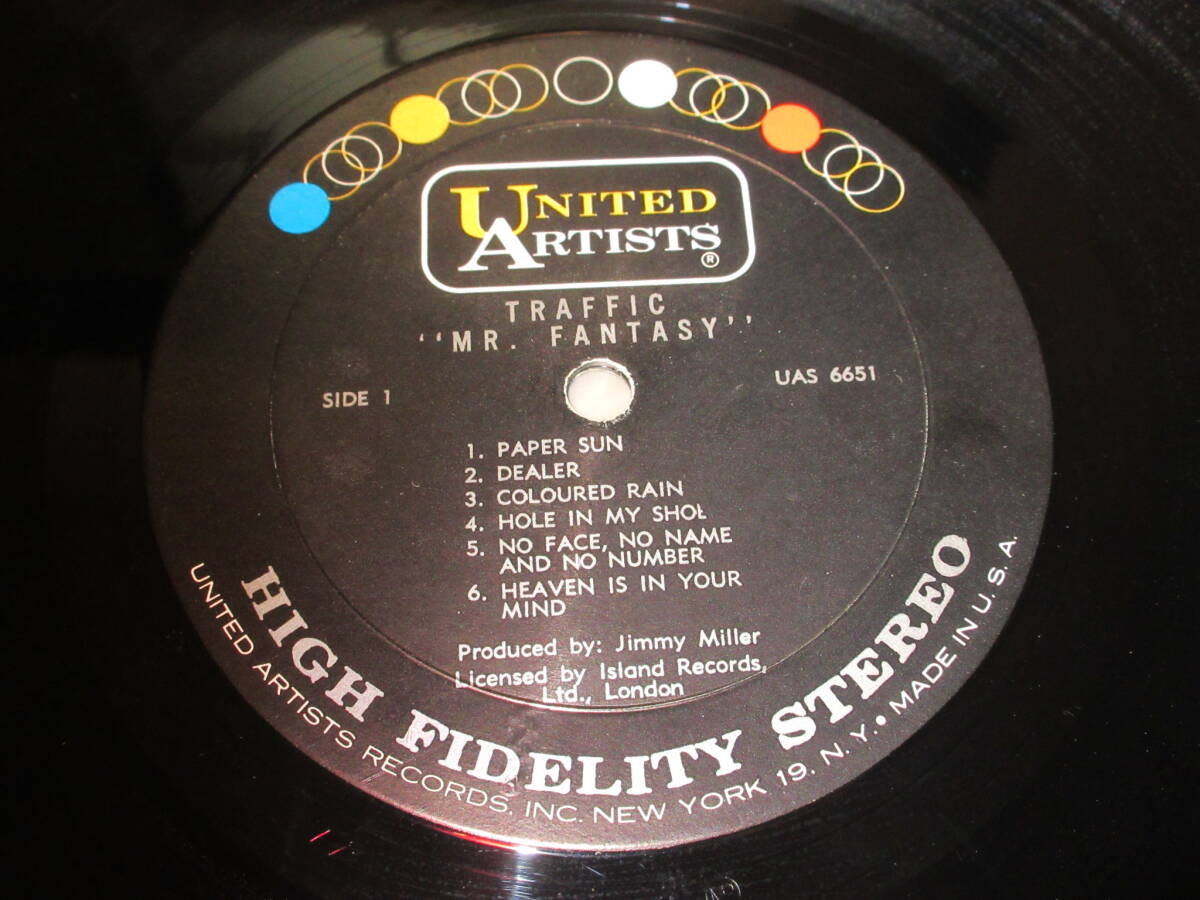 UNITED
ARTISTS
®
TRAFFIC
"MR. FANTASY"
SIDE 1
UAS 6651
1. PAPER SUN
2. DEALER
3. COLOURED RAIN
4. HOLE IN MY SHOE
5. NO FACE, NO NAME
AND NO NUMBER
6. HEAVEN IS IN YOUR
MIND
Produced by: Jimmy Miller
Licensed by Island Records,
Ltd., London
HIGH FIDELITY STEREO
UNITED ARTISTS RECORDS, INC. NEW YORK 19, N.Y. • MADE IN U.S.A.